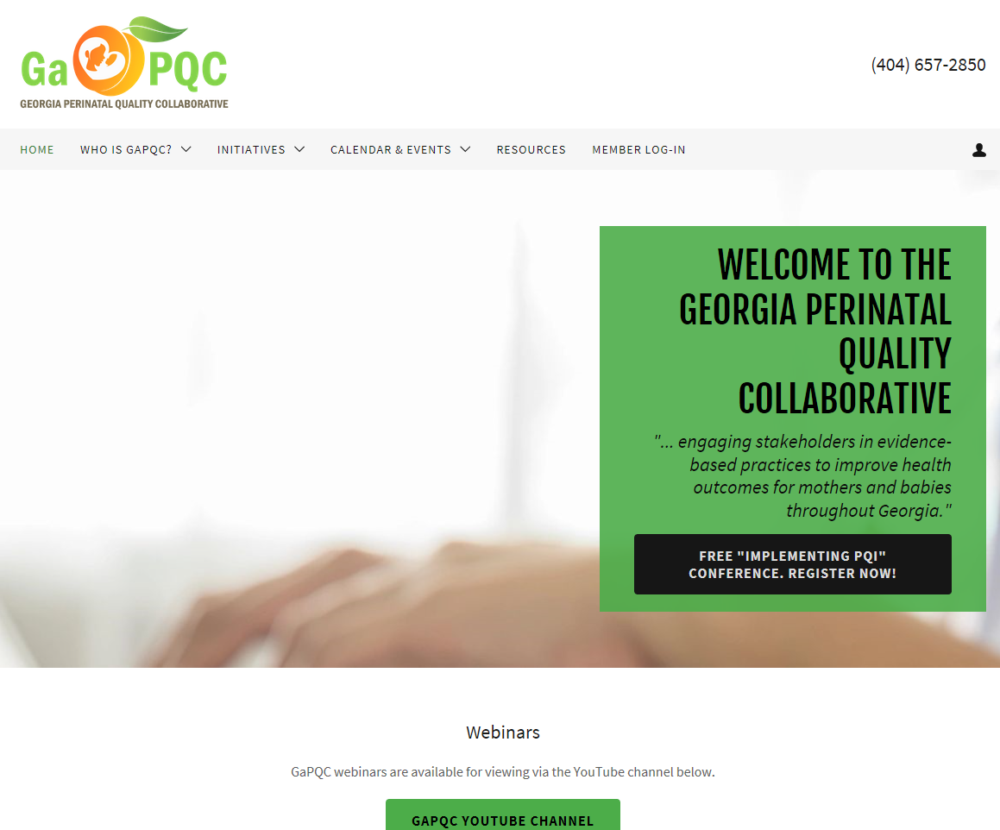 Ga PQC
GEORGIA PERINATAL QUALITY COLLABORATIVE
(404) 657-2850
HOME
WHO IS GAPQC?
INITIATIVES
CALENDAR & EVENTS
RESOURCES
MEMBER LOG-IN
WELCOME TO THE
GEORGIA PERINATAL
QUALITY
COLLABORATIVE
"... engaging stakeholders in evidence-
based practices to improve health
outcomes for mothers and babies
throughout Georgia."
FREE "IMPLEMENTING PQI"
CONFERENCE. REGISTER NOW!
Webinars
GaPQC webinars are available for viewing via the YouTube channel below.
GAPQC YOUTUBE CHANNEL